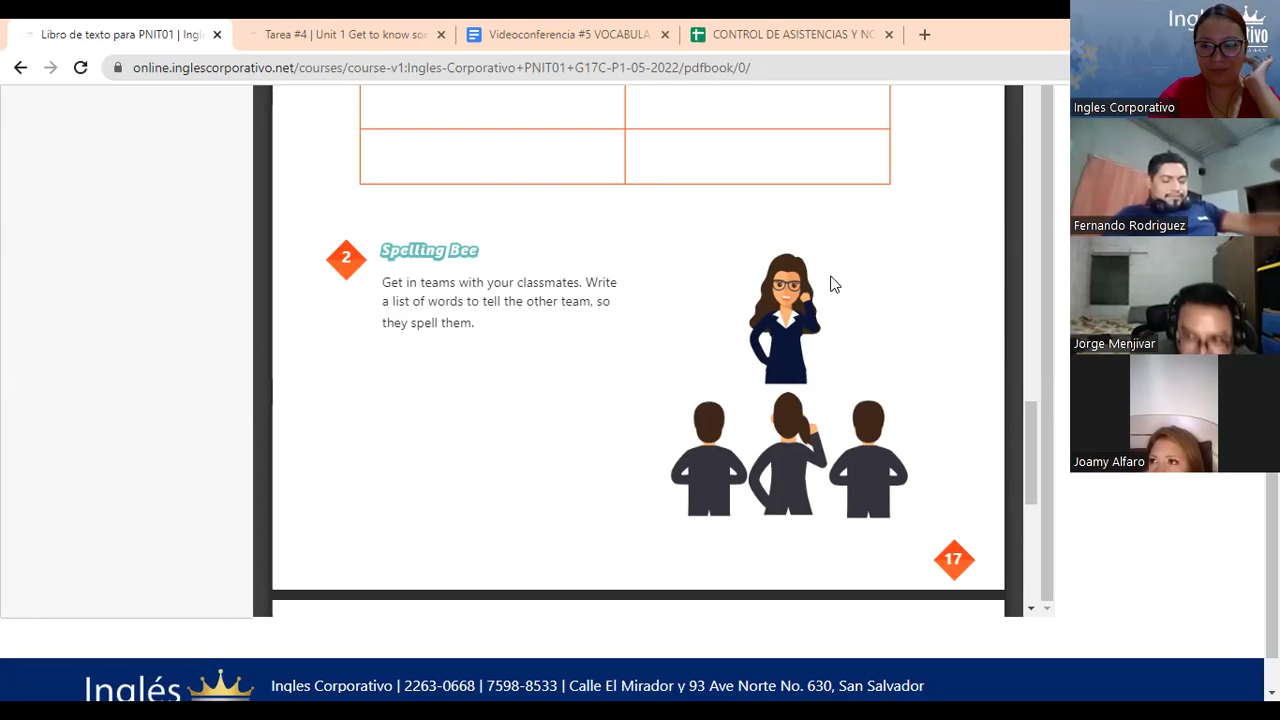 Libro de texto para PNIT01 | Ingl
Tarea #4 | Unit 1 Get to know so
Videoconferencia #5 VOCABULA
CONTROL DE ASISTENCIAS Y NO
online.inglescorporativo.net/courses/course-v1:Ingles-Corporativo+PNIT01+G17C-P1-05-2022/pdfbook/0/
Ingles Corporativo
Fernando Rodriguez
Jorge Menjivar
Joamy Alfaro
2
Spelling Bee
Get in teams with your classmates. Write
a list of words to tell the other team, so
they spell them.
17
Inglés
Ingles Corporativo | 2263-0668 | 7598-8533 | Calle El Mirador y 93 Ave Norte No. 630, San Salvador